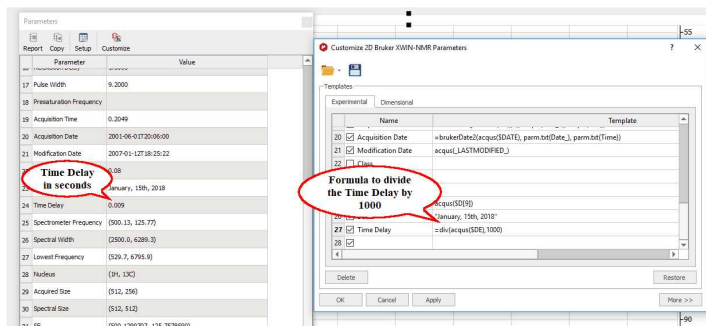 Parameters
Report Copy Setup Customize
Parameter Value
17 Pulse Width 9.2000
18 Presaturation Frequency
19 Acquisition Time 0.2049
20 Acquisition Date 2001-06-01T20:06:00
21 Modification Date 2007-01-12T18:25:22
0.08
Time Delay
in seconds
January, 15th, 2018
24 Time Delay 0.009
25 Spectrometer Frequency (500.13, 125.77)
26 Spectral Width (2500.0, 6289.3)
27 Lowest Frequency (529.7, 6795.9)
28 Nucleus (1H, 13C)
29 Acquired Size (512, 256)
30 Spectral Size (512, 512)
55
Customize 2D Bruker XWIN-NMR Parameters ? X
Templates
Experimental Dimensional
Name Template
20 Acquisition Date =brukerDate2(acqus($DATE), parm.txt(Date_), parm.txt(Time))
21 Modification Date acqus(_LASTMODIFIED_)
22 Class
Formula to divide
the Time Delay by
1000
acqus($D[9])
"January, 15th, 2018"
27 Time Delay =div(acqus($DE),1000)
28
Delete Restore
OK Cancel Apply More >>
90